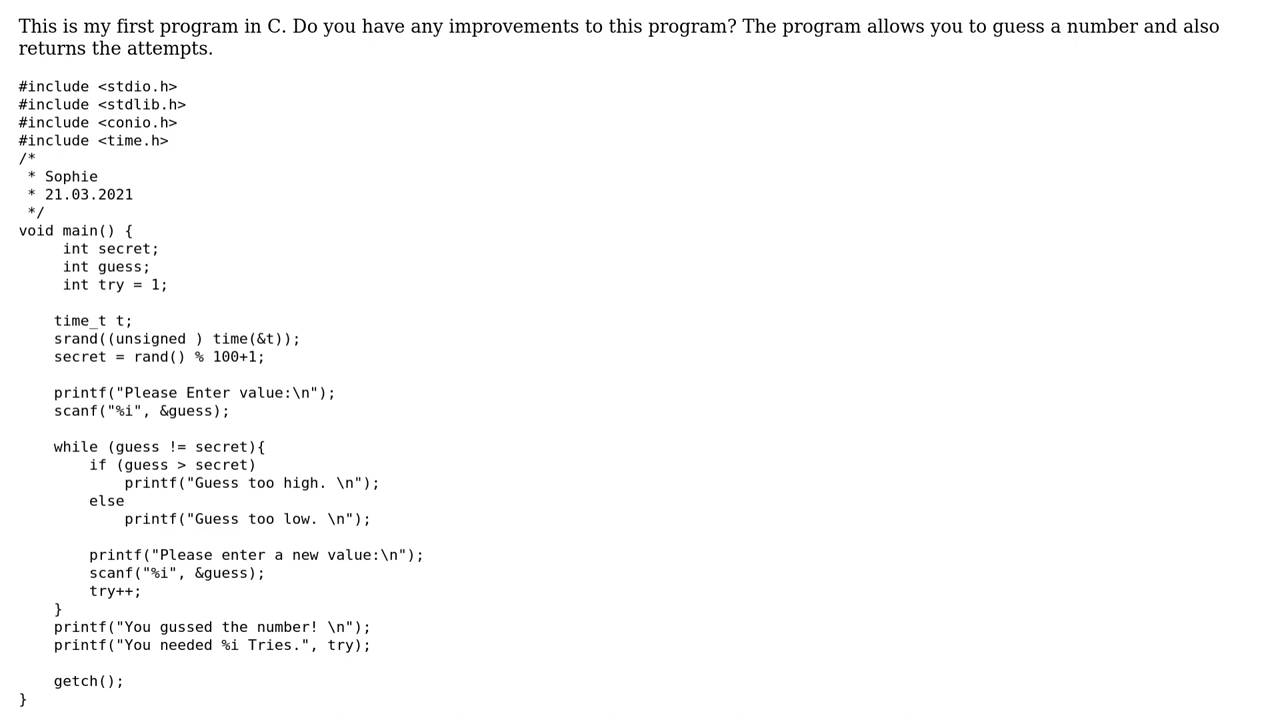 This is my first program in C. Do you have any improvements to this program? The program allows you to guess a number and also
returns the attempts.
#include <stdio.h>
#include <stdlib.h>
#include <conio.h>
#include <time.h>
/*
 * Sophie
 * 21.03.2021
 */
void main() {
     int secret;
     int guess;
     int try = 1;

    time_t t;
    srand((unsigned ) time(&t));
    secret = rand() % 100+1;

    printf("Please Enter value:\n");
    scanf("%i", &guess);

    while (guess != secret){
        if (guess > secret)
            printf("Guess too high. \n");
        else
            printf("Guess too low. \n");

        printf("Please enter a new value:\n");
        scanf("%i", &guess);
        try++;
    }
    printf("You gussed the number! \n");
    printf("You needed %i Tries.", try);

    getch();
}